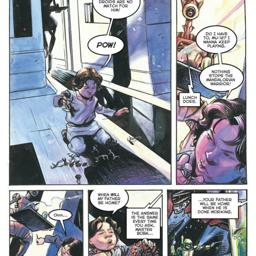 DROIDS ARE NO
MATCH FOR
HIM!
POW!
DO I HAVE
TO, MU-12? I
WANNA KEEP
PLAYING.
NOTHING
STOPS THE
MANDALORIAN
WARRIOR!
LUNCH
DOES.
OHH...
WHEN WILL
MY FATHER
BE HOME?
THE ANSWER
IS THE SAME
EVERY TIME
YOU ASK,
MASTER
BOBA...
...YOUR FATHER
WILL BE HOME
WHEN HE IS
DONE WORKING.